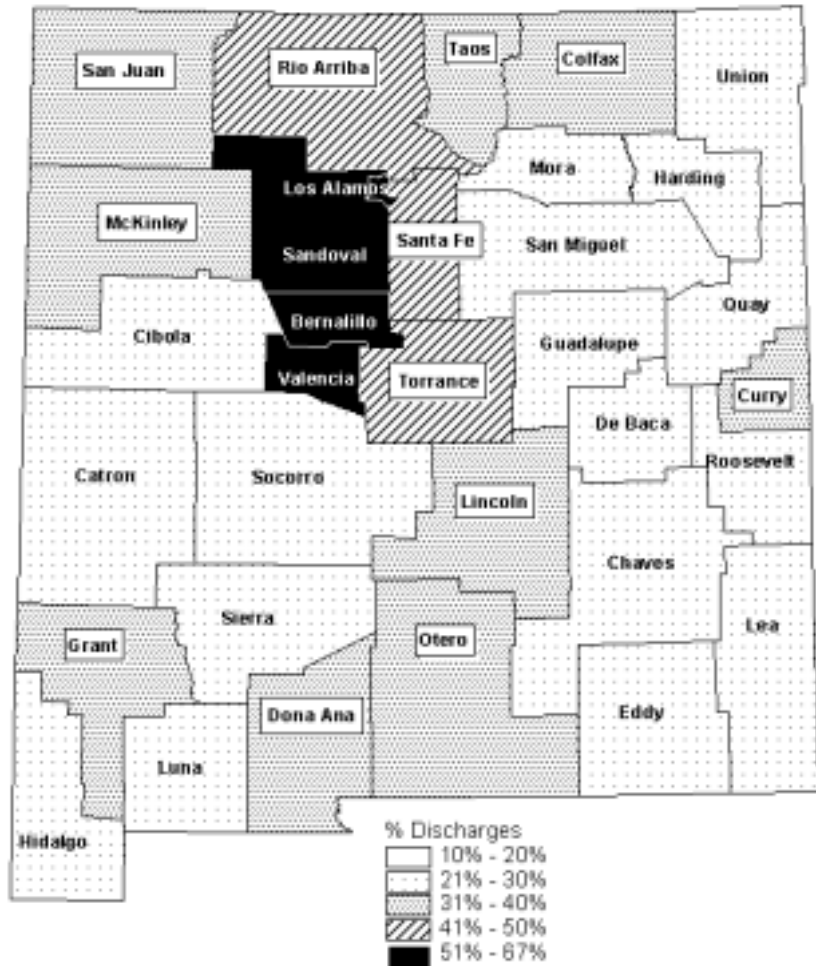 Taos
Colfax
San Juan
Rio Arriba
Union
Mora
Harding
Los Alamos
McKinley
Santa Fe
San Miguel
Sandoval
Quay
Bernalillo
Cibola
Guadalupe
Valencia
Torrance
Curry
De Baca
Roosevelt
Catron
Socorro
Lincoln
Chaves
Sierra
Lea
Grant
Otero
Dona Ana
Eddy
Luna
Hidalgo
% Discharges
10% - 20%
21% - 30%
31% - 40%
41% - 50%
51% - 67%